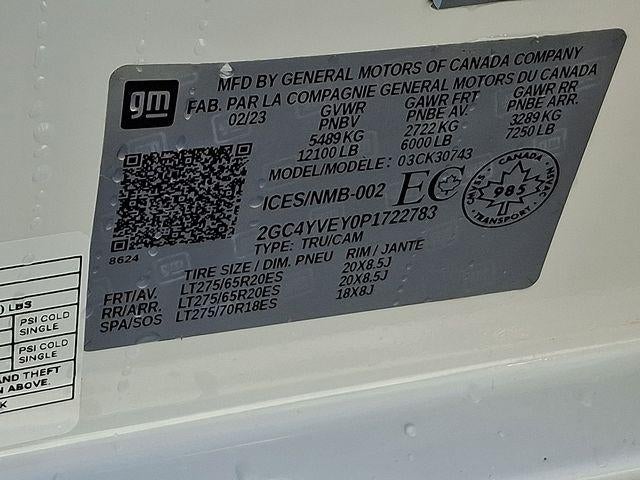 gm
MFD BY GENERAL MOTORS OF CANADA COMPANY
FAB. PAR LA COMPAGNIE GENERAL MOTORS DU CANADA
02/23 GVWR GAWR FRT GAWR RR
PNBV PNBE AV. PNBE ARR.
5489 KG 2722 KG 3289 KG
12100 LB 6000 LB 7250 LB
MODEL/MODÈLE: 03CK30743
ICES/NMB-002 EC
CANADA
985
TRANSPORT
2GC4YVEY0P1722783
TYPE: TRU/CAM
8624
TIRE SIZE / DIM. PNEU RIM / JANTE
FRT/AV. LT275/65R20ES 20X8.5J
RR/ARR. LT275/65R20ES 20X8.5J
SPA/SOS LT275/70R18ES 18X8J
LBS
PSI COLD
SINGLE
PSI COLD
SINGLE
AND THEFT
N ABOVE.
K